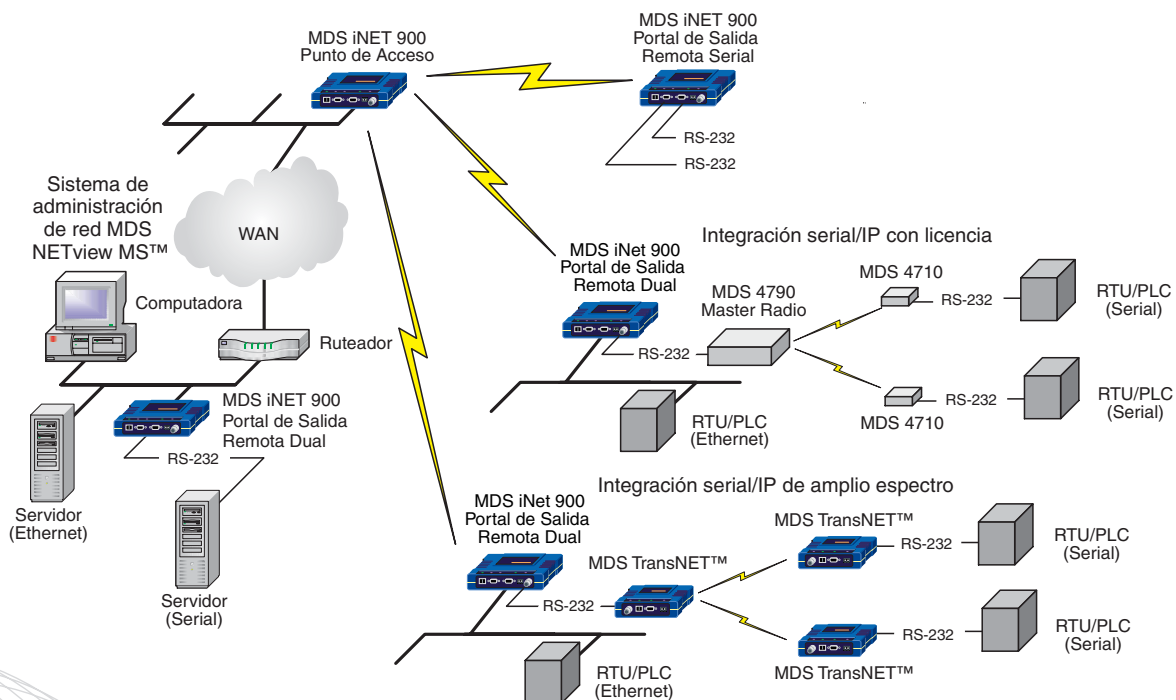 MDS iNET 900
Punto de Acceso
MDS iNET 900
Portal de Salida
Remota Serial
RS-232
RS-232
Sistema de
administración
de red MDS
NETview MS™
WAN
Computadora
Ruteador
MDS iNET 900
Portal de Salida
Remota Dual
RS-232
Servidor
(Ethernet)
Servidor
(Serial)
MDS iNet 900
Portal de Salida
Remota Dual
Integración serial/IP con licencia
MDS 4790
Master Radio
RS-232
MDS 4710
RS-232
RTU/PLC
(Serial)
MDS 4710
RS-232
RTU/PLC
(Serial)
RTU/PLC
(Ethernet)
Integración serial/IP de amplio espectro
MDS iNet 900
Portal de Salida
Remota Dual
RS-232
MDS TransNET™
MDS TransNET™
RS-232
RTU/PLC
(Serial)
MDS TransNET™
RS-232
RTU/PLC
(Serial)
RTU/PLC
(Ethernet)